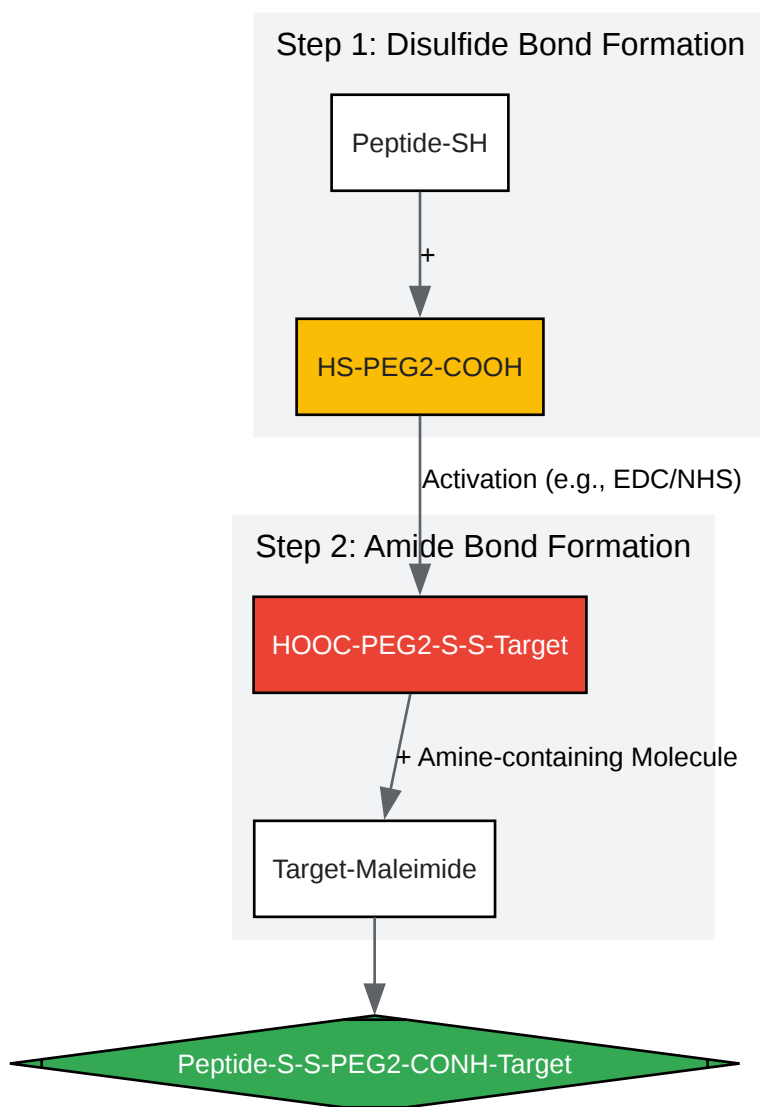 Step 1: Disulfide Bond Formation
Peptide-SH
+
HS-PEG2-COOH
Activation (e.g., EDC/NHS)
Step 2: Amide Bond Formation
HOOC-PEG2-S-S-Target
+ Amine-containing Molecule
Target-Maleimide
Peptide-S-S-PEG2-CONH-Target